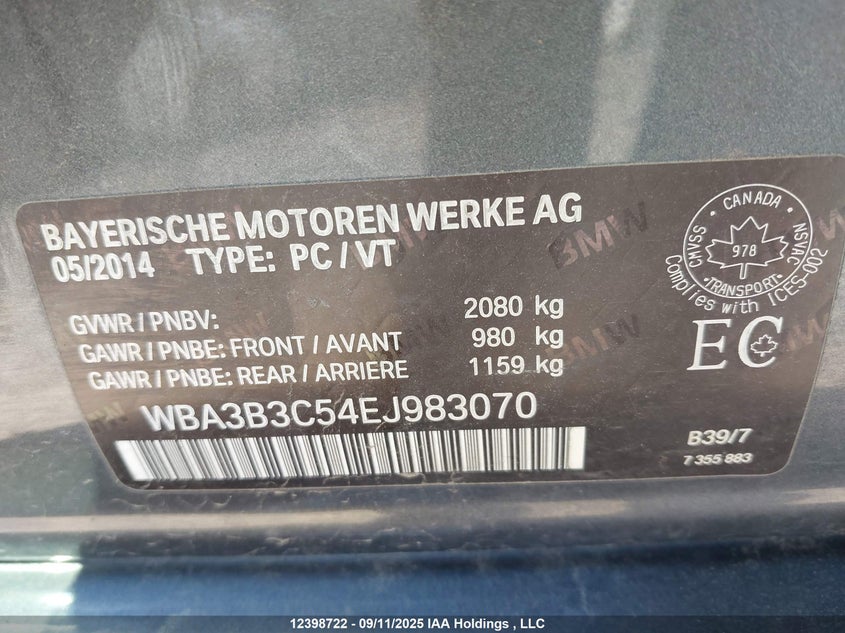 BAYERISCHE MOTOREN WERKE AG
05/2014 TYPE: PC / VT
GVWR / PNBV: 2080 kg
GAWR / PNBE: FRONT / AVANT 980 kg
GAWR / PNBE: REAR / ARRIERE 1159 kg
WBA3B3C54EJ983070
CANADA
CMVSS
NSVAC
978
TRANSPORT
Complies with ICES-002
EC
B39/7
7 355 883
BMW
BMW
12398722 - 09/11/2025 IAA Holdings , LLC